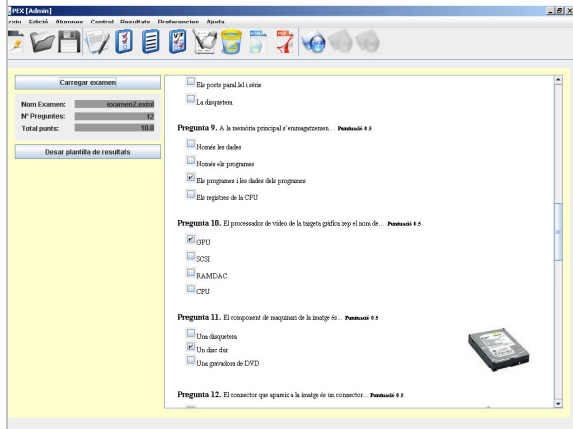 PEX [Admin]
Arxiu Edició Alumnes Control Resultats Preferències Ajuda
Carregar examen
Nom Examen: examen2.exml
Nº Preguntes: 12
Total punts: 10.0
Desar plantilla de resultats
Els ports paral.lel i sèrie
La disquetera
Pregunta 9. A la memòria principal s'emmagatzemen... Puntuació 0.5
Només les dades
Només els programes
Els programes i les dades dels programes
Els registres de la CPU
Pregunta 10. El processador de vídeo de la targeta gràfica rep el nom de... Puntuació 0.5
GPU
SCSI
RAMDAC
CPU
Pregunta 11. El component de maquinari de la imatge és... Puntuació 0.5
Una disquetera
Un disc dur
Una gravadora de DVD
Pregunta 12. El connector que apareix a la imatge és un connector... Puntuació 0.5